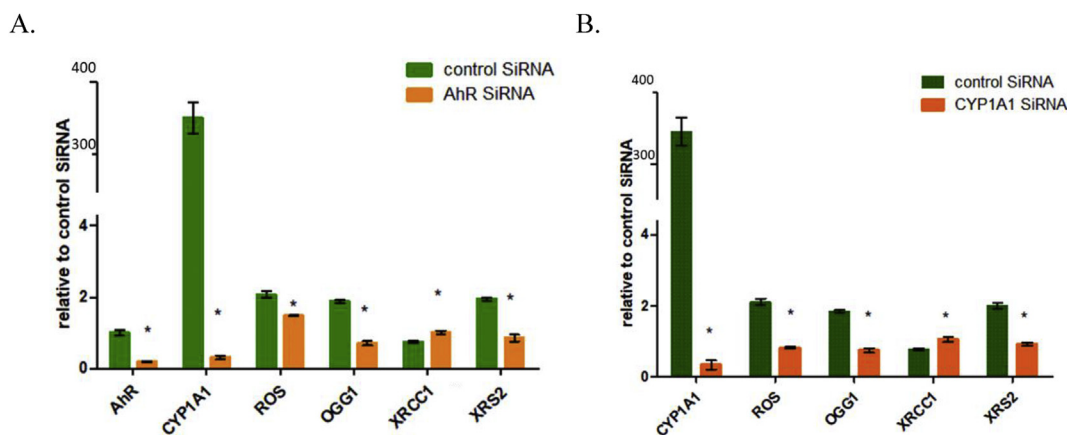 A.
400
300
4
2
0
relative to control SiRNA
control SiRNA
AhR SiRNA
*
*
*
*
*
*
AhR
CYP1A1
ROS
OGG1
XRCC1
XRS2
B.
400
300
4
2
0
relative to control SiRNA
control SiRNA
CYP1A1 SiRNA
*
*
*
*
*
CYP1A1
ROS
OGG1
XRCC1
XRS2